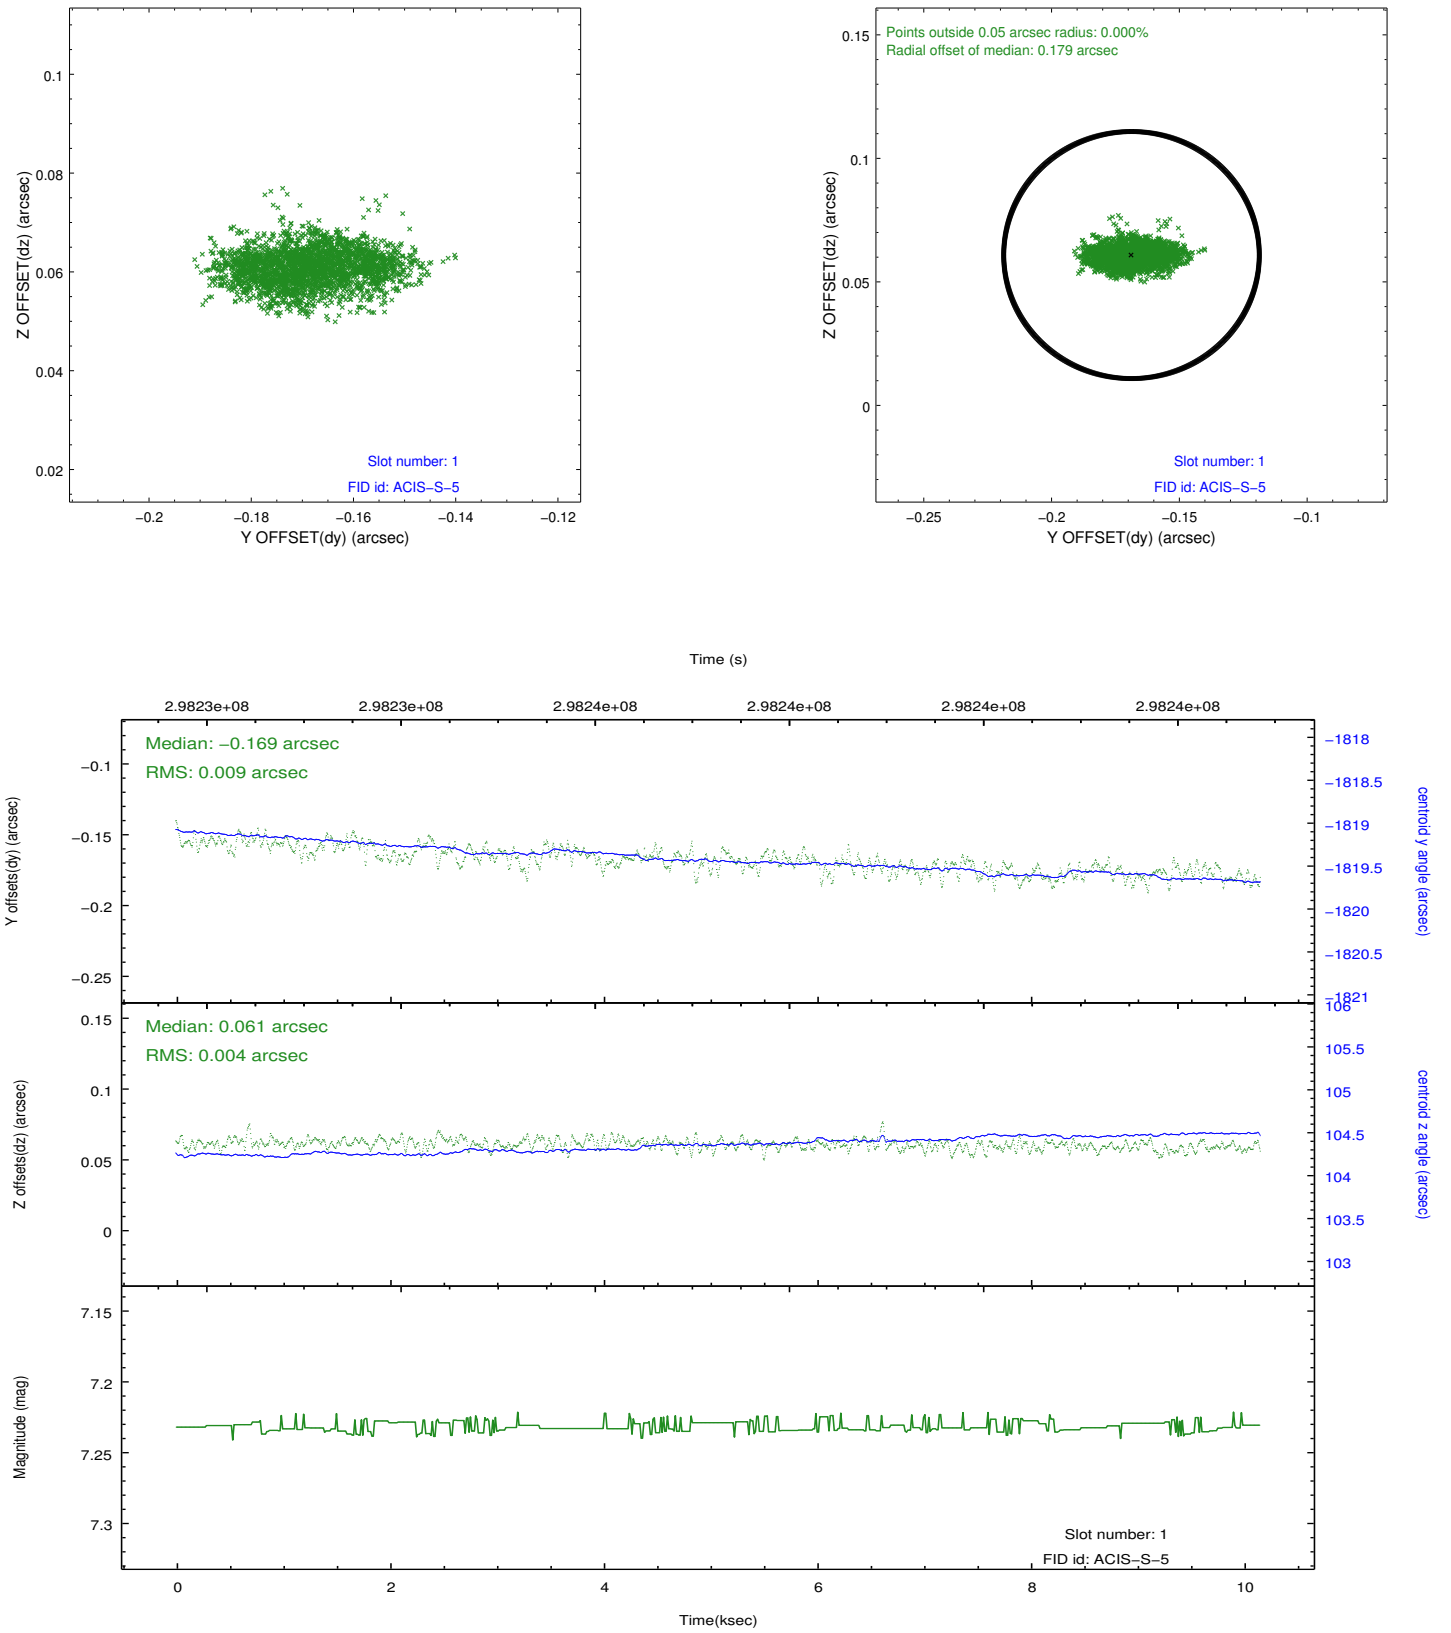 0.1
0.08
0.06
0.04
0.02
Z OFFSET(dz) (arcsec)
Slot number: 1
FID id: ACIS−S−5
−0.2
−0.18
−0.16
−0.14
−0.12
Y OFFSET(dy) (arcsec)
Points outside 0.05 arcsec radius: 0.000%
Radial offset of median: 0.179 arcsec
0.15
0.1
0.05
0
Z OFFSET(dz) (arcsec)
Slot number: 1
FID id: ACIS−S−5
−0.25
−0.2
−0.15
−0.1
Y OFFSET(dy) (arcsec)
Time (s)
2.9823e+08
2.9823e+08
2.9824e+08
2.9824e+08
2.9824e+08
2.9824e+08
Median: −0.169 arcsec
RMS: 0.009 arcsec
−0.1
−0.15
−0.2
−0.25
Y offsets(dy) (arcsec)
−1818
−1818.5
−1819
−1819.5
−1820
−1820.5
−1821
centroid y angle (arcsec)
Median: 0.061 arcsec
RMS: 0.004 arcsec
0.15
0.1
0.05
0
Z offsets(dz) (arcsec)
106
105.5
105
104.5
104
103.5
103
centroid z angle (arcsec)
7.15
7.2
7.25
7.3
Magnitude (mag)
Slot number: 1
FID id: ACIS−S−5
0
2
4
6
8
10
Time(ksec)